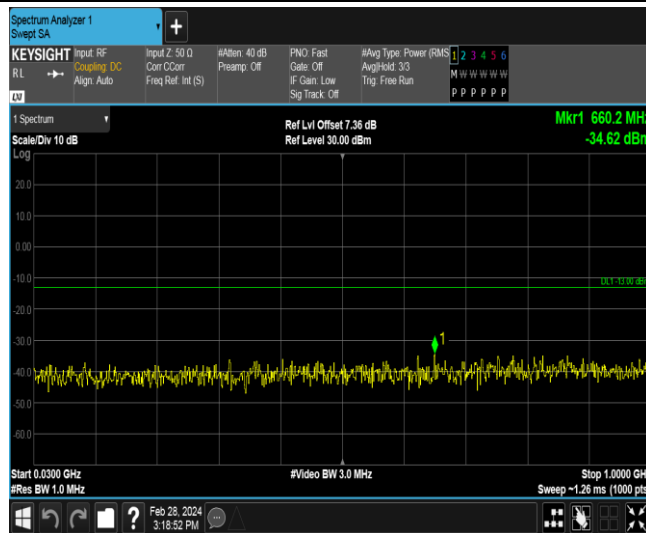 Spectrum Analyzer 1
Swept SA
+
KEYSIGHT
RL
Input: RF
Coupling: DC
Align: Auto
Input Z: 50 Ω
Corr CCorr
Freq Ref: Int (S)
#Atten: 40 dB
Preamp: Off
PNO: Fast
Gate: Off
IF Gain: Low
Sig Track: Off
#Avg Type: Power (RMS
Avg|Hold: 3/3
Trig: Free Run
1 2 3 4 5 6
M W W W W W
P P P P P P
LXI
1 Spectrum
Scale/Div 10 dB
Log
Ref Lvl Offset 7.36 dB
Ref Level 30.00 dBm
Mkr1 660.2 MHz
-34.62 dBm
20.0
10.0
0.00
-10.0
DL1 -13.00 dBm
-20.0
-30.0
1
-40.0
-50.0
-60.0
Start 0.0300 GHz
#Res BW 1.0 MHz
#Video BW 3.0 MHz
Stop 1.0000 GHz
Sweep ~1.26 ms (1000 pts)
?
Feb 28, 2024
3:18:52 PM